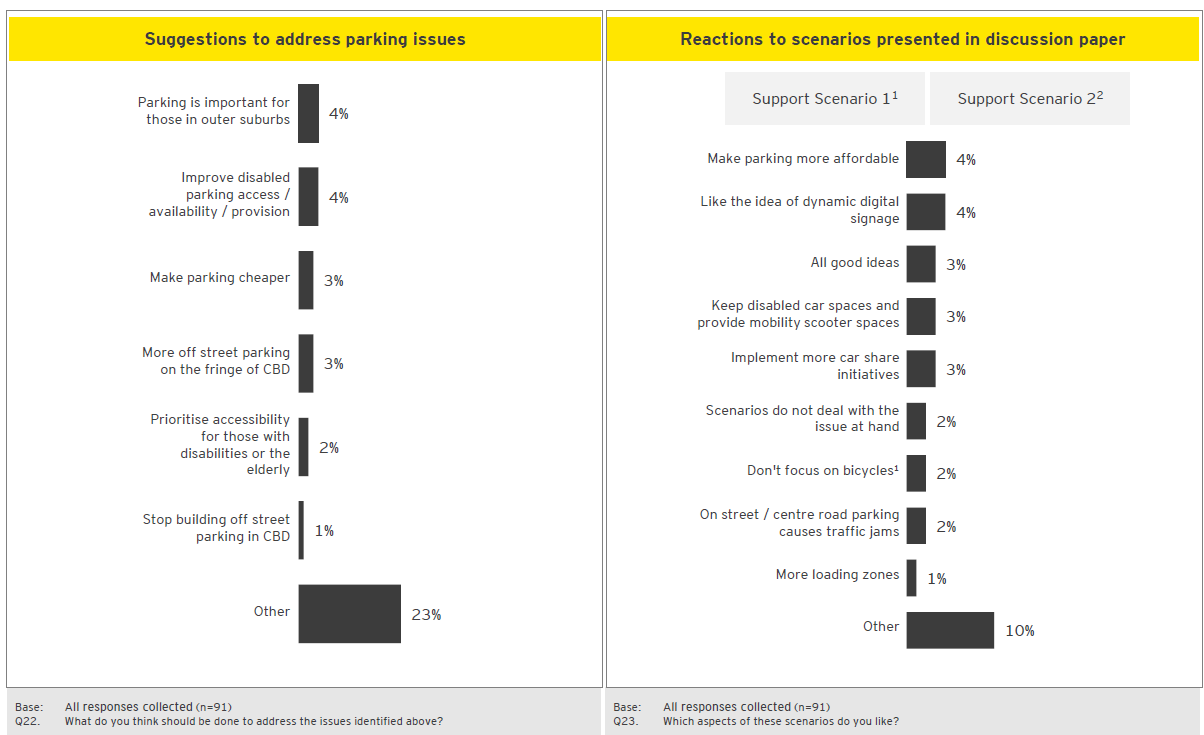 Suggestions to address parking issues
Parking is important for
those in outer suburbs
4%
Improve disabled
parking access /
availability / provision
4%
Make parking cheaper
3%
More off street parking
on the fringe of CBD
3%
Prioritise accessibility
for those with
disabilities or the
elderly
2%
Stop building off street
parking in CBD
1%
Other
23%
Base: All responses collected (n=91)
Q22. What do you think should be done to address the issues identified above?
Reactions to scenarios presented in discussion paper
Support Scenario 1¹
Support Scenario 2²
Make parking more affordable
4%
Like the idea of dynamic digital
signage
4%
All good ideas
3%
Keep disabled car spaces and
provide mobility scooter spaces
3%
Implement more car share
initiatives
3%
Scenarios do not deal with the
issue at hand
2%
Don't focus on bicycles¹
2%
On street / centre road parking
causes traffic jams
2%
More loading zones
1%
Other
10%
Base: All responses collected (n=91)
Q23. Which aspects of these scenarios do you like?